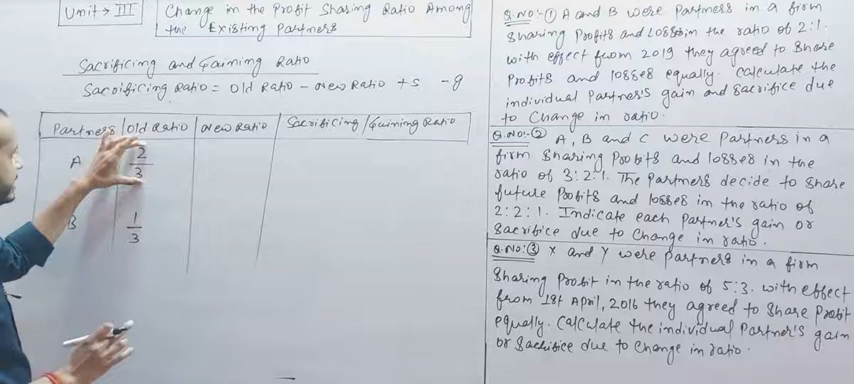 Unit → III
Change in the Profit Sharing Ratio Among
the Existing Partners
Sacrificing and Gaining Ratio
Sacrificing Ratio = Old Ratio - New Ratio +s -g
Partners | Old Ratio | New Ratio | Sacrificing / Gaining Ratio
A 2/3
B 1/3
Q.No:-① A and B were Partners in a firm
Sharing Profits and Losses in the ratio of 2:1.
with effect from 2019 they agreed to Share
Profits and losses equally. Calculate the
individual Partner's gain and Sacrifice due
to Change in ratio.
Q.No:-② A, B and C were Partners in a
firm Sharing Profits and losses in the
ratio of 3:2:1. The Partners decide to Share
future Profits and losses in the ratio of
2:2:1. Indicate each Partner's gain or
Sacrifice due to Change in ratio.
Q.No:③ X and Y were Partners in a firm
Sharing Profit in the ratio of 5:3. with effect
from 1st April, 2016 they agreed to Share Profit
equally. Calculate the individual Partner's gain
or Sacrifice due to Change in ratio.